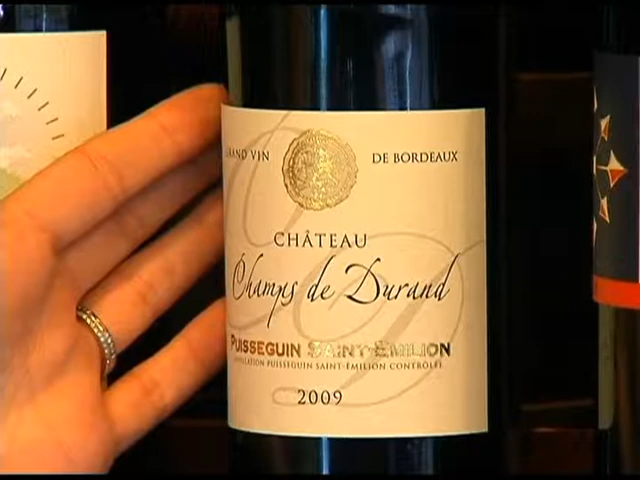 GRAND VIN DE BORDEAUX
CHÂTEAU
Champs de Durand
PUISSEGUIN SAINT-ÉMILION
APPELLATION PUISSEGUIN SAINT-ÉMILION CONTRÔLÉE
2009